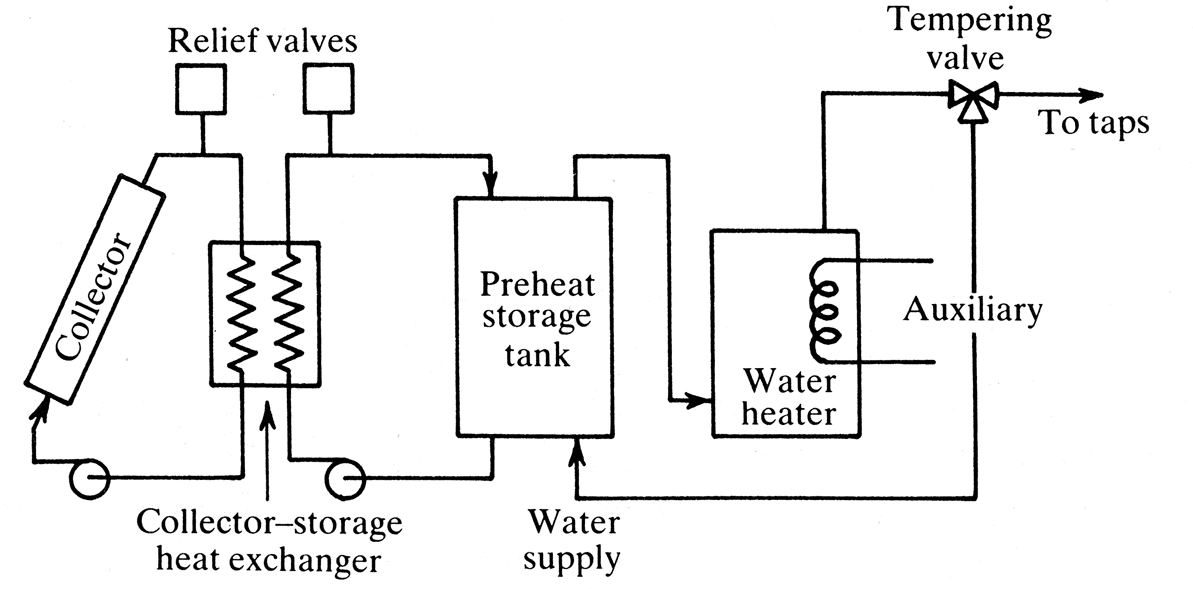 Relief valves
Tempering
valve
To taps
Collector
Preheat
storage
tank
Auxiliary
Water
heater
Collector–storage
heat exchanger
Water
supply